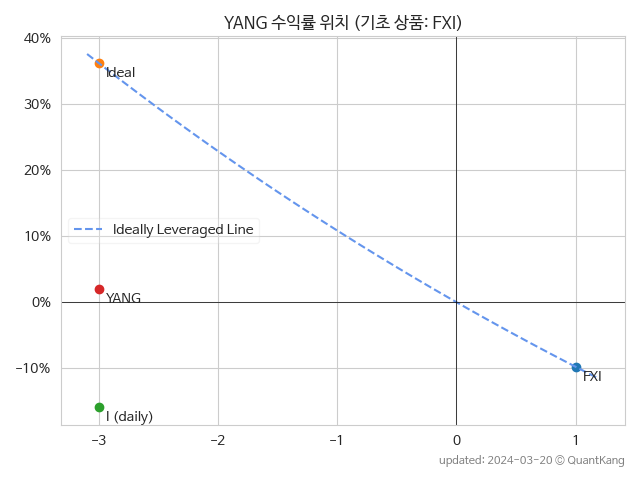 YANG 수익률 위치 (기초 상품: FXI)
40%
30%
20%
10%
0%
−10%
Ideal
Ideally Leveraged Line
YANG
I (daily)
FXI
−3
−2
−1
0
1
updated: 2024-03-20 © QuantKang